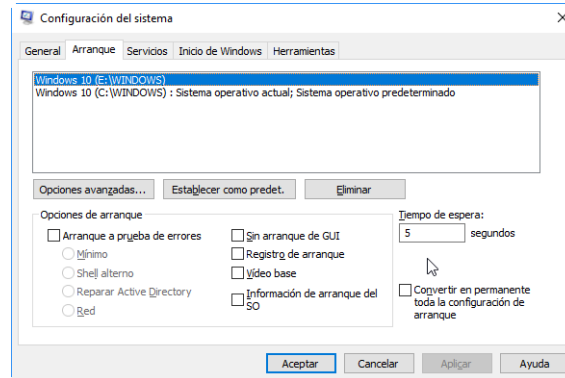 Configuración del sistema
General Arranque Servicios Inicio de Windows Herramientas
Windows 10 (E:\WINDOWS)
Windows 10 (C:\WINDOWS) : Sistema operativo actual; Sistema operativo predeterminado
Opciones avanzadas... Establecer como predet. Eliminar
Opciones de arranque
Arranque a prueba de errores
Mínimo
Shell alterno
Reparar Active Directory
Red
Sin arranque de GUI
Registro de arranque
Vídeo base
Información de arranque del
SO
Tiempo de espera:
5 segundos
Convertir en permanente
toda la configuración de
arranque
Aceptar Cancelar Aplicar Ayuda